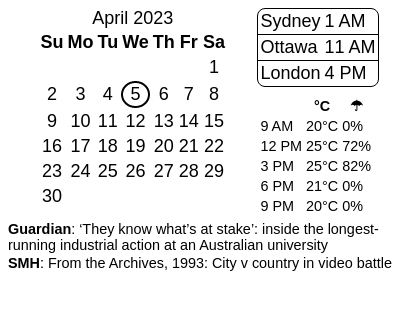 April 2023
Su Mo Tu We Th Fr Sa
1
2 3 4 5 6 7 8
9 10 11 12 13 14 15
16 17 18 19 20 21 22
23 24 25 26 27 28 29
30
Sydney 1 AM
Ottawa 11 AM
London 4 PM
°C ☂
9 AM 20°C 0%
12 PM 25°C 72%
3 PM 25°C 82%
6 PM 21°C 0%
9 PM 20°C 0%
Guardian: ‘They know what’s at stake’: inside the longest-
running industrial action at an Australian university
SMH: From the Archives, 1993: City v country in video battle